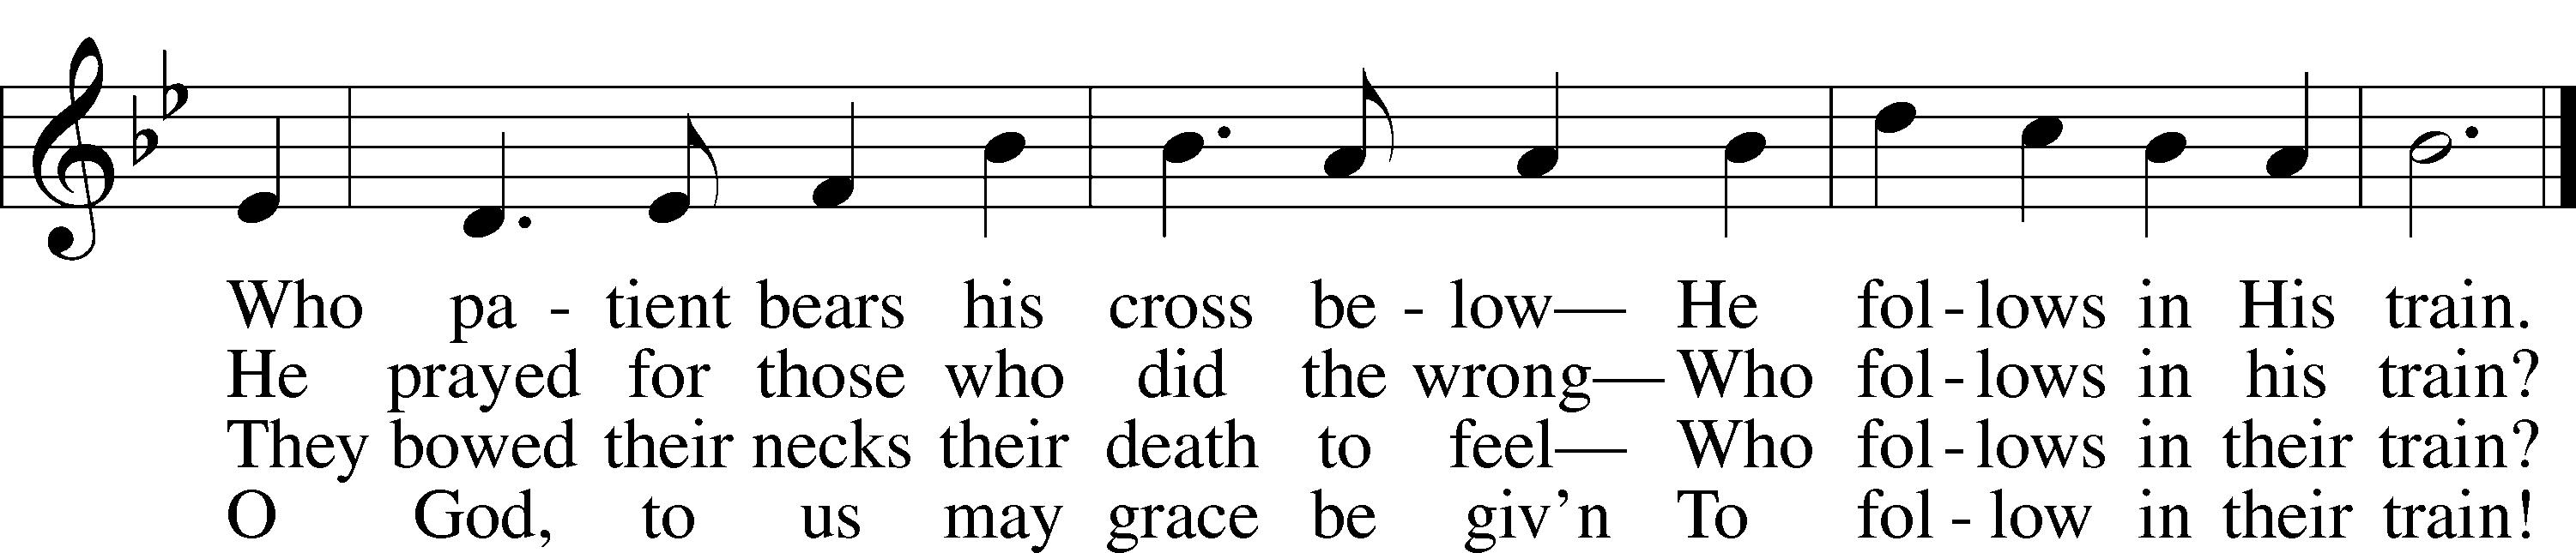 Who pa - tient bears his cross be - low— He fol - lows in His train.
He prayed for those who did the wrong— Who fol - lows in his train?
They bowed their necks their death to feel— Who fol - lows in their train?
O God, to us may grace be giv'n To fol - low in their train!